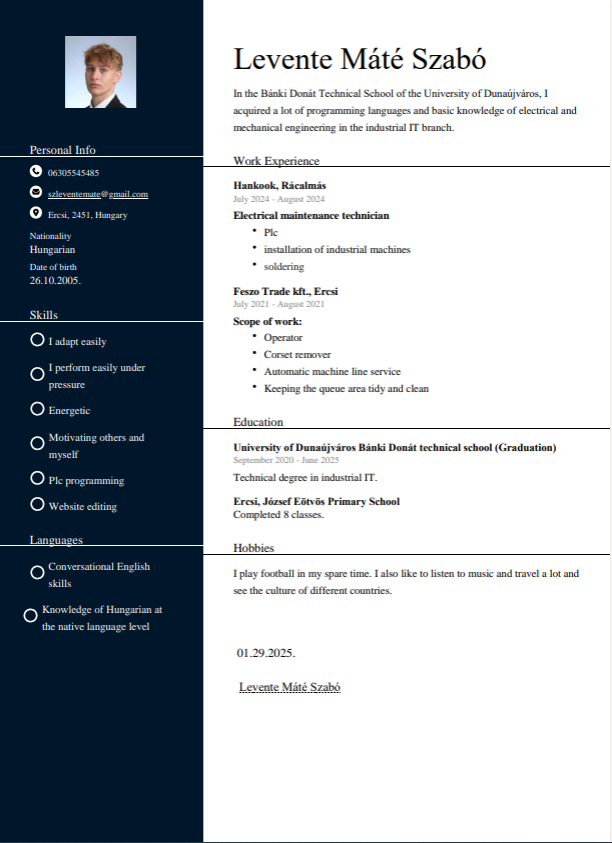 Personal Info
06305545485
szleventemate@gmail.com
Ercsi, 2451, Hungary
Nationality
Hungarian
Date of birth
26.10.2005.
Skills
I adapt easily
I perform easily under
pressure
Energetic
Motivating others and
myself
Plc programming
Website editing
Languages
Conversational English
skills
Knowledge of Hungarian at
the native language level
Levente Máté Szabó
In the Bánki Donát Technical School of the University of Dunaújváros, I
acquired a lot of programming languages and basic knowledge of electrical and
mechanical engineering in the industrial IT branch.
Work Experience
Hankook, Rácalmás
July 2024 - August 2024
Electrical maintenance technician
• Plc
• installation of industrial machines
• soldering
Feszo Trade kft., Ercsi
July 2021 - August 2021
Scope of work:
• Operator
• Corset remover
• Automatic machine line service
• Keeping the queue area tidy and clean
Education
University of Dunaújváros Bánki Donát technical school (Graduation)
September 2020 - June 2025
Technical degree in industrial IT.
Ercsi, József Eötvös Primary School
Completed 8 classes.
Hobbies
I play football in my spare time. I also like to listen to music and travel a lot and
see the culture of different countries.
01.29.2025.
Levente Máté Szabó